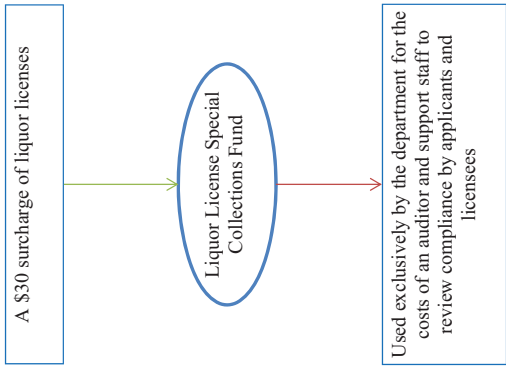 A $30 surcharge of liquor licenses
Liquor License Special
Collections Fund
Used exclusively by the department for the
costs of an auditor and support staff to
review compliance by applicants and
licensees